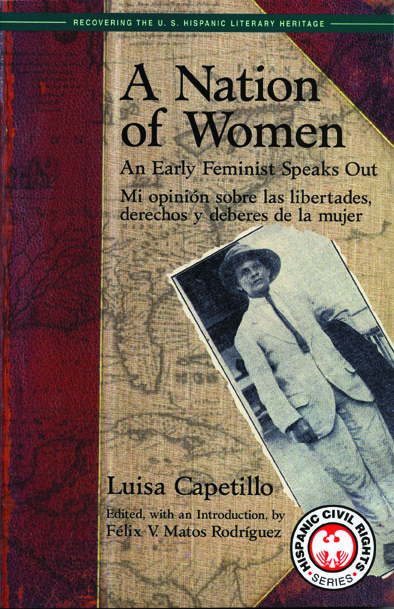 RECOVERING THE U. S. HISPANIC LITERARY HERITAGE
A Nation
of Women
An Early Feminist Speaks Out
Mi opinión sobre las libertades,
derechos y deberes de la mujer
Luisa Capetillo
Edited, with an Introduction, by
Félix V. Matos Rodríguez
HISPANIC CIVIL RIGHTS
• SERIES •